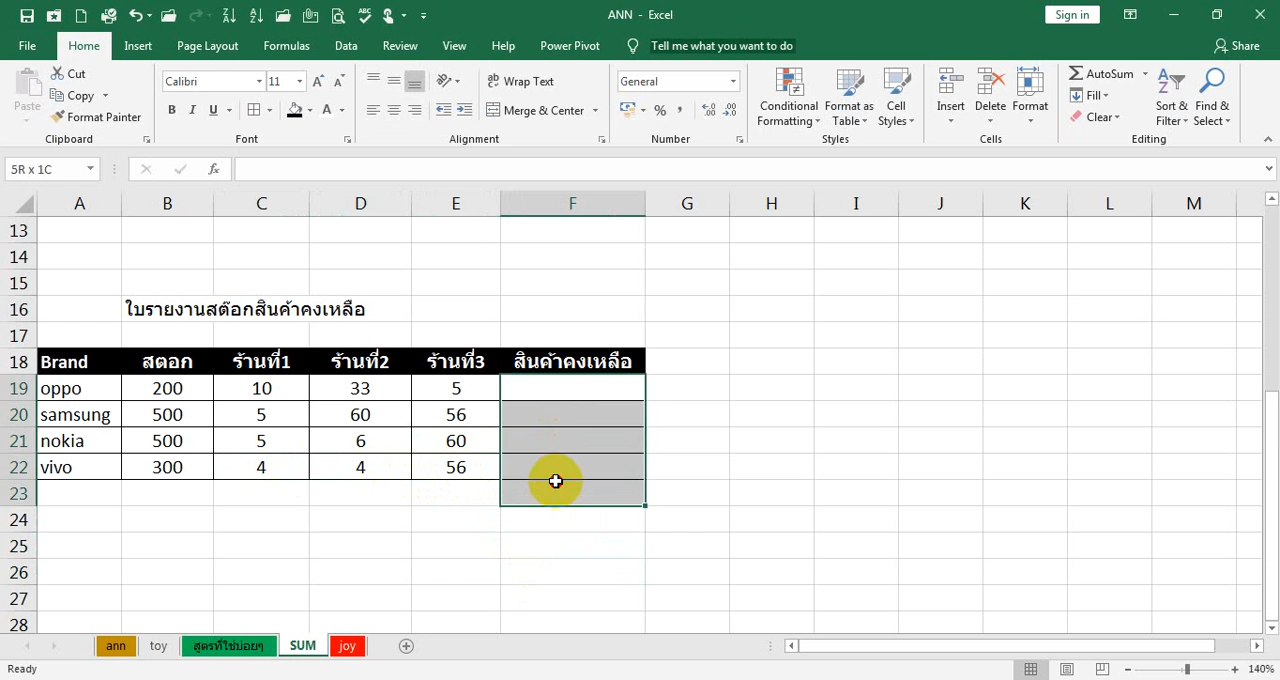 ANN - Excel
Sign in
File Home Insert Page Layout Formulas Data Review View Help Power Pivot Tell me what you want to do Share
Paste Cut Copy Format Painter
Clipboard
Calibri 11
B I U A
Font
Wrap Text
Merge & Center
Alignment
General
Number
Conditional Formatting
Format as Table
Cell Styles
Styles
Insert Delete Format
Cells
AutoSum
Fill
Clear
Sort & Filter
Find & Select
Editing
5R x 1C fx
A B C D E F G H I J K L M
13
14
15
16 ใบรายงานสต๊อกสินค้าคงเหลือ
17
18 Brand สตอก ร้านที่1 ร้านที่2 ร้านที่3 สินค้าคงเหลือ
19 oppo 200 10 33 5
20 samsung 500 5 60 56
21 nokia 500 5 6 60
22 vivo 300 4 4 56
23
24
25
26
27
28
ann toy สูตรที่ใช้บ่อยๆ SUM joy
Ready 140%